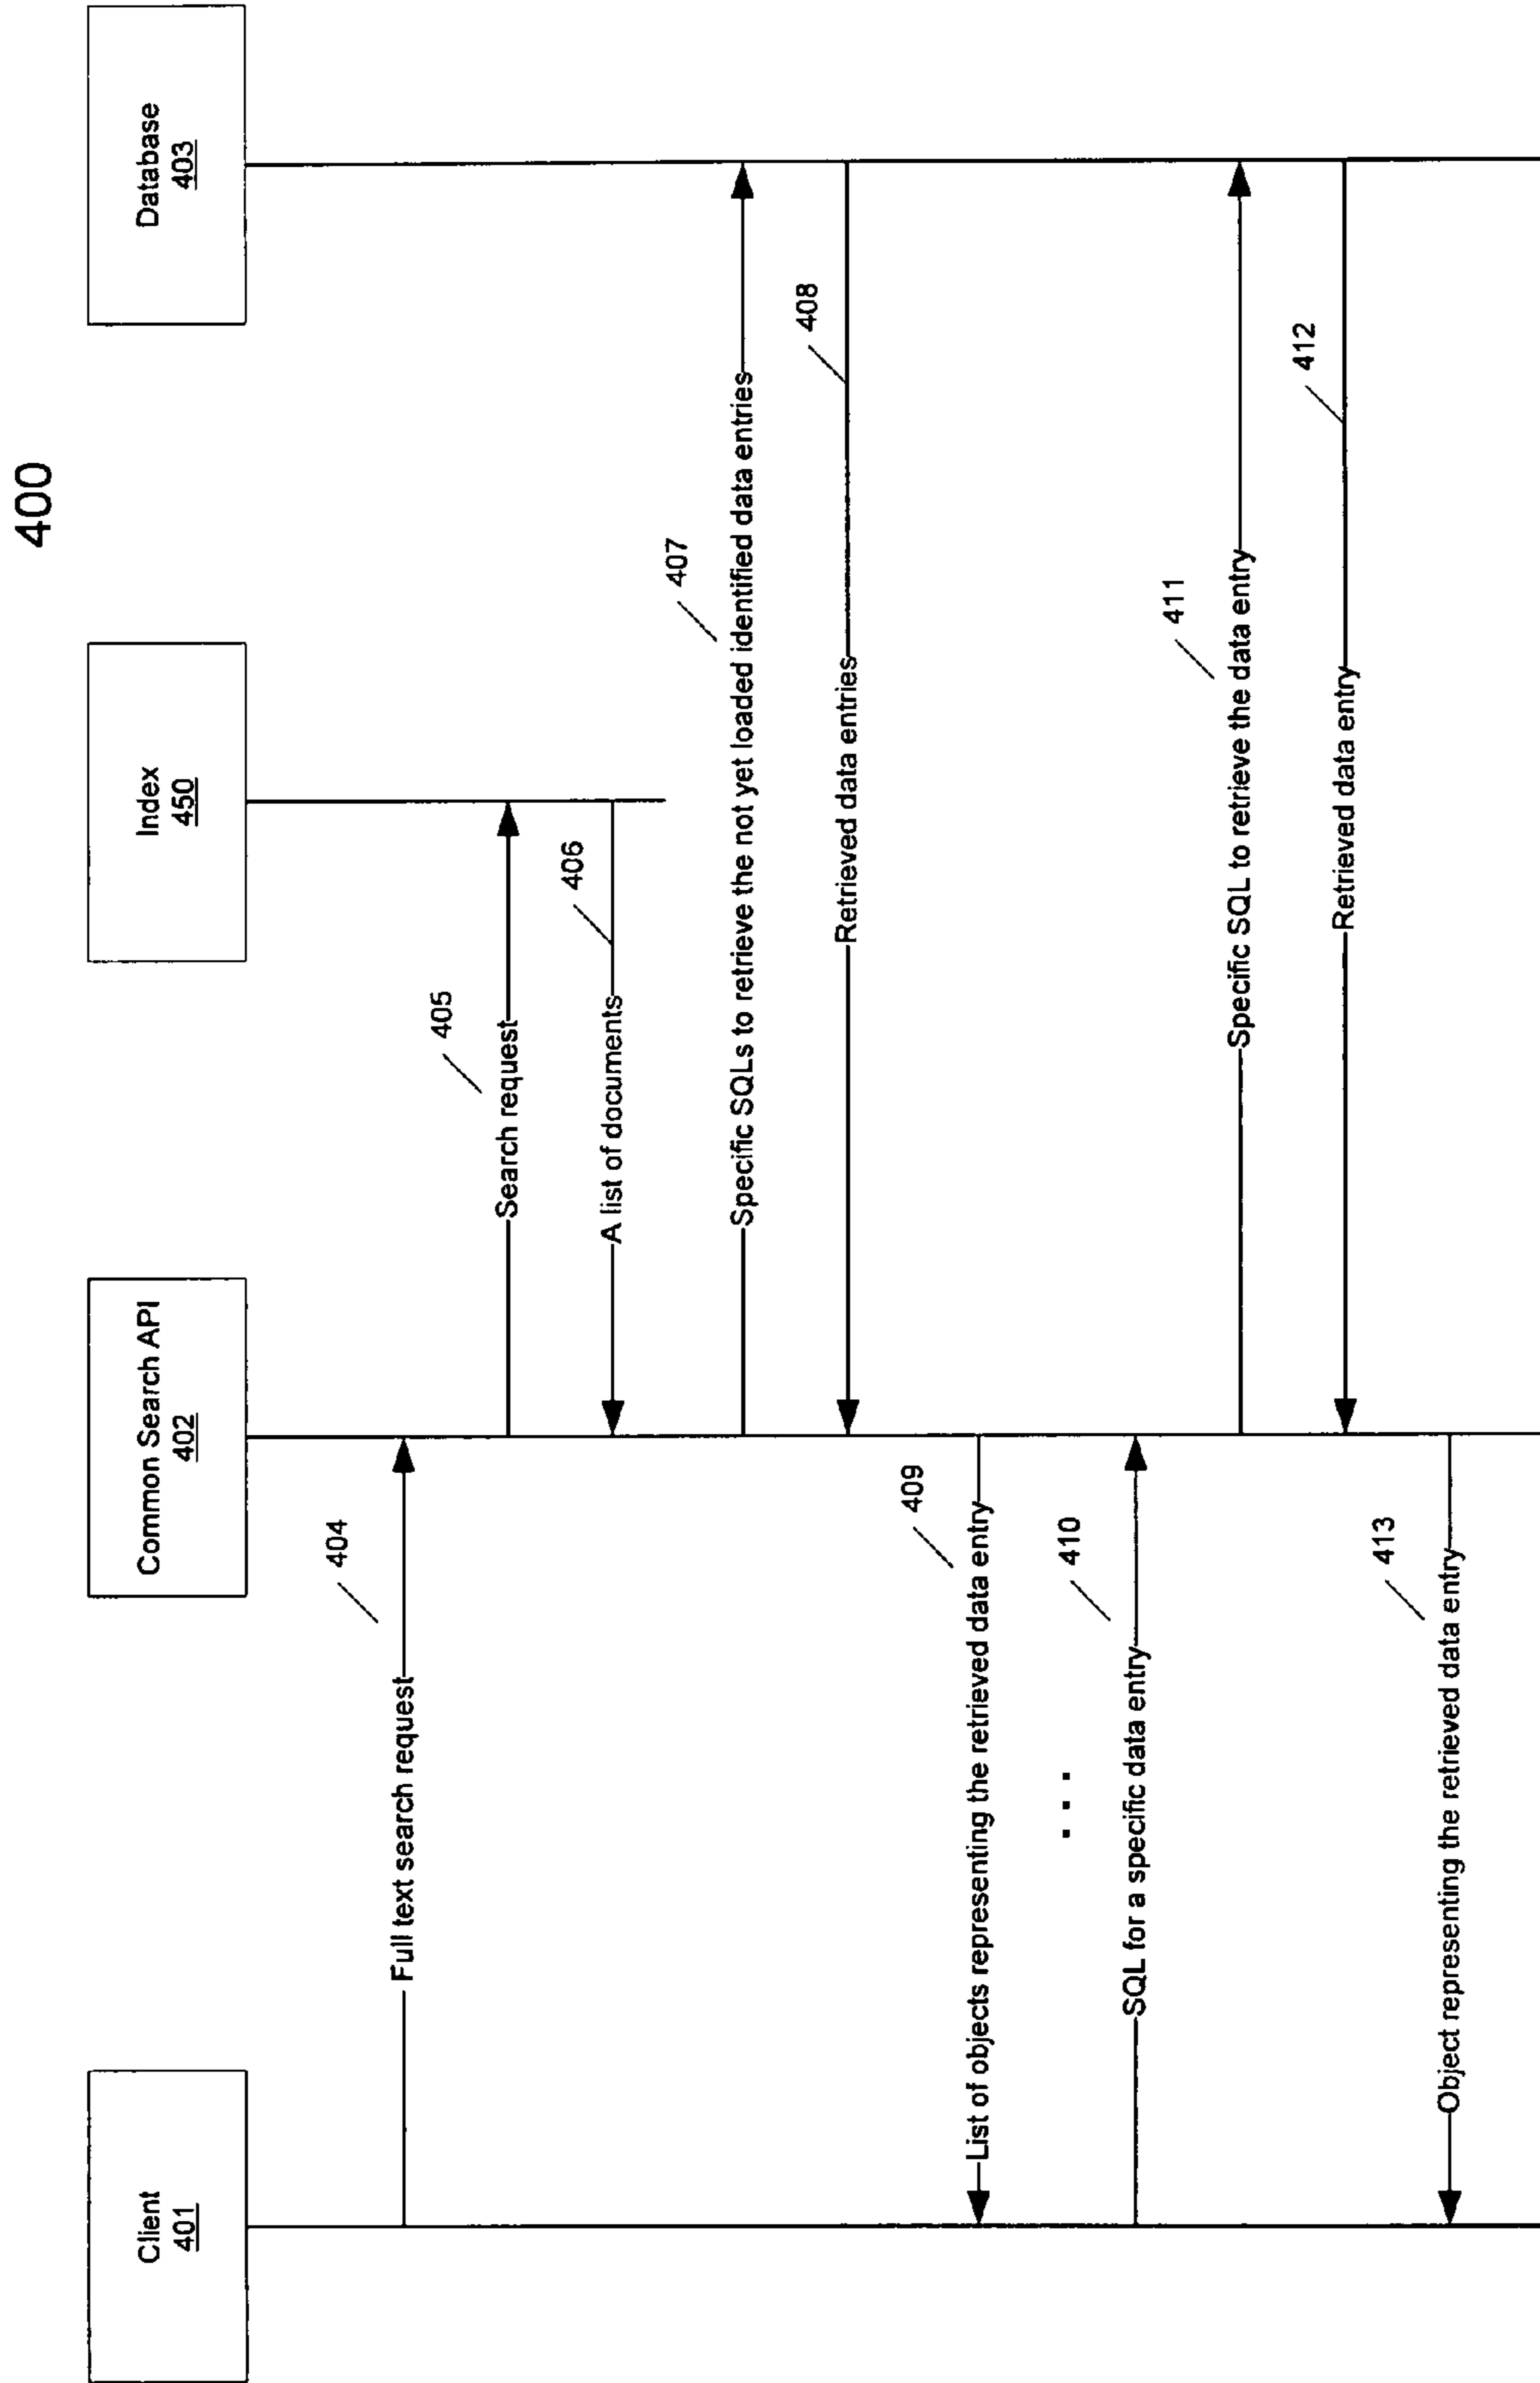 400
Client
401
Common Search API
402
Index
450
Database
403
404
Full text search request
405
Search request
406
A list of documents
407
Specific SQLs to retrieve the not yet loaded identified data entries
408
Retrieved data entries
409
List of objects representing the retrieved data entry
. . .
410
SQL for a specific data entry
411
Specific SQL to retrieve the data entry
412
Retrieved data entry
413
Object representing the retrieved data entry